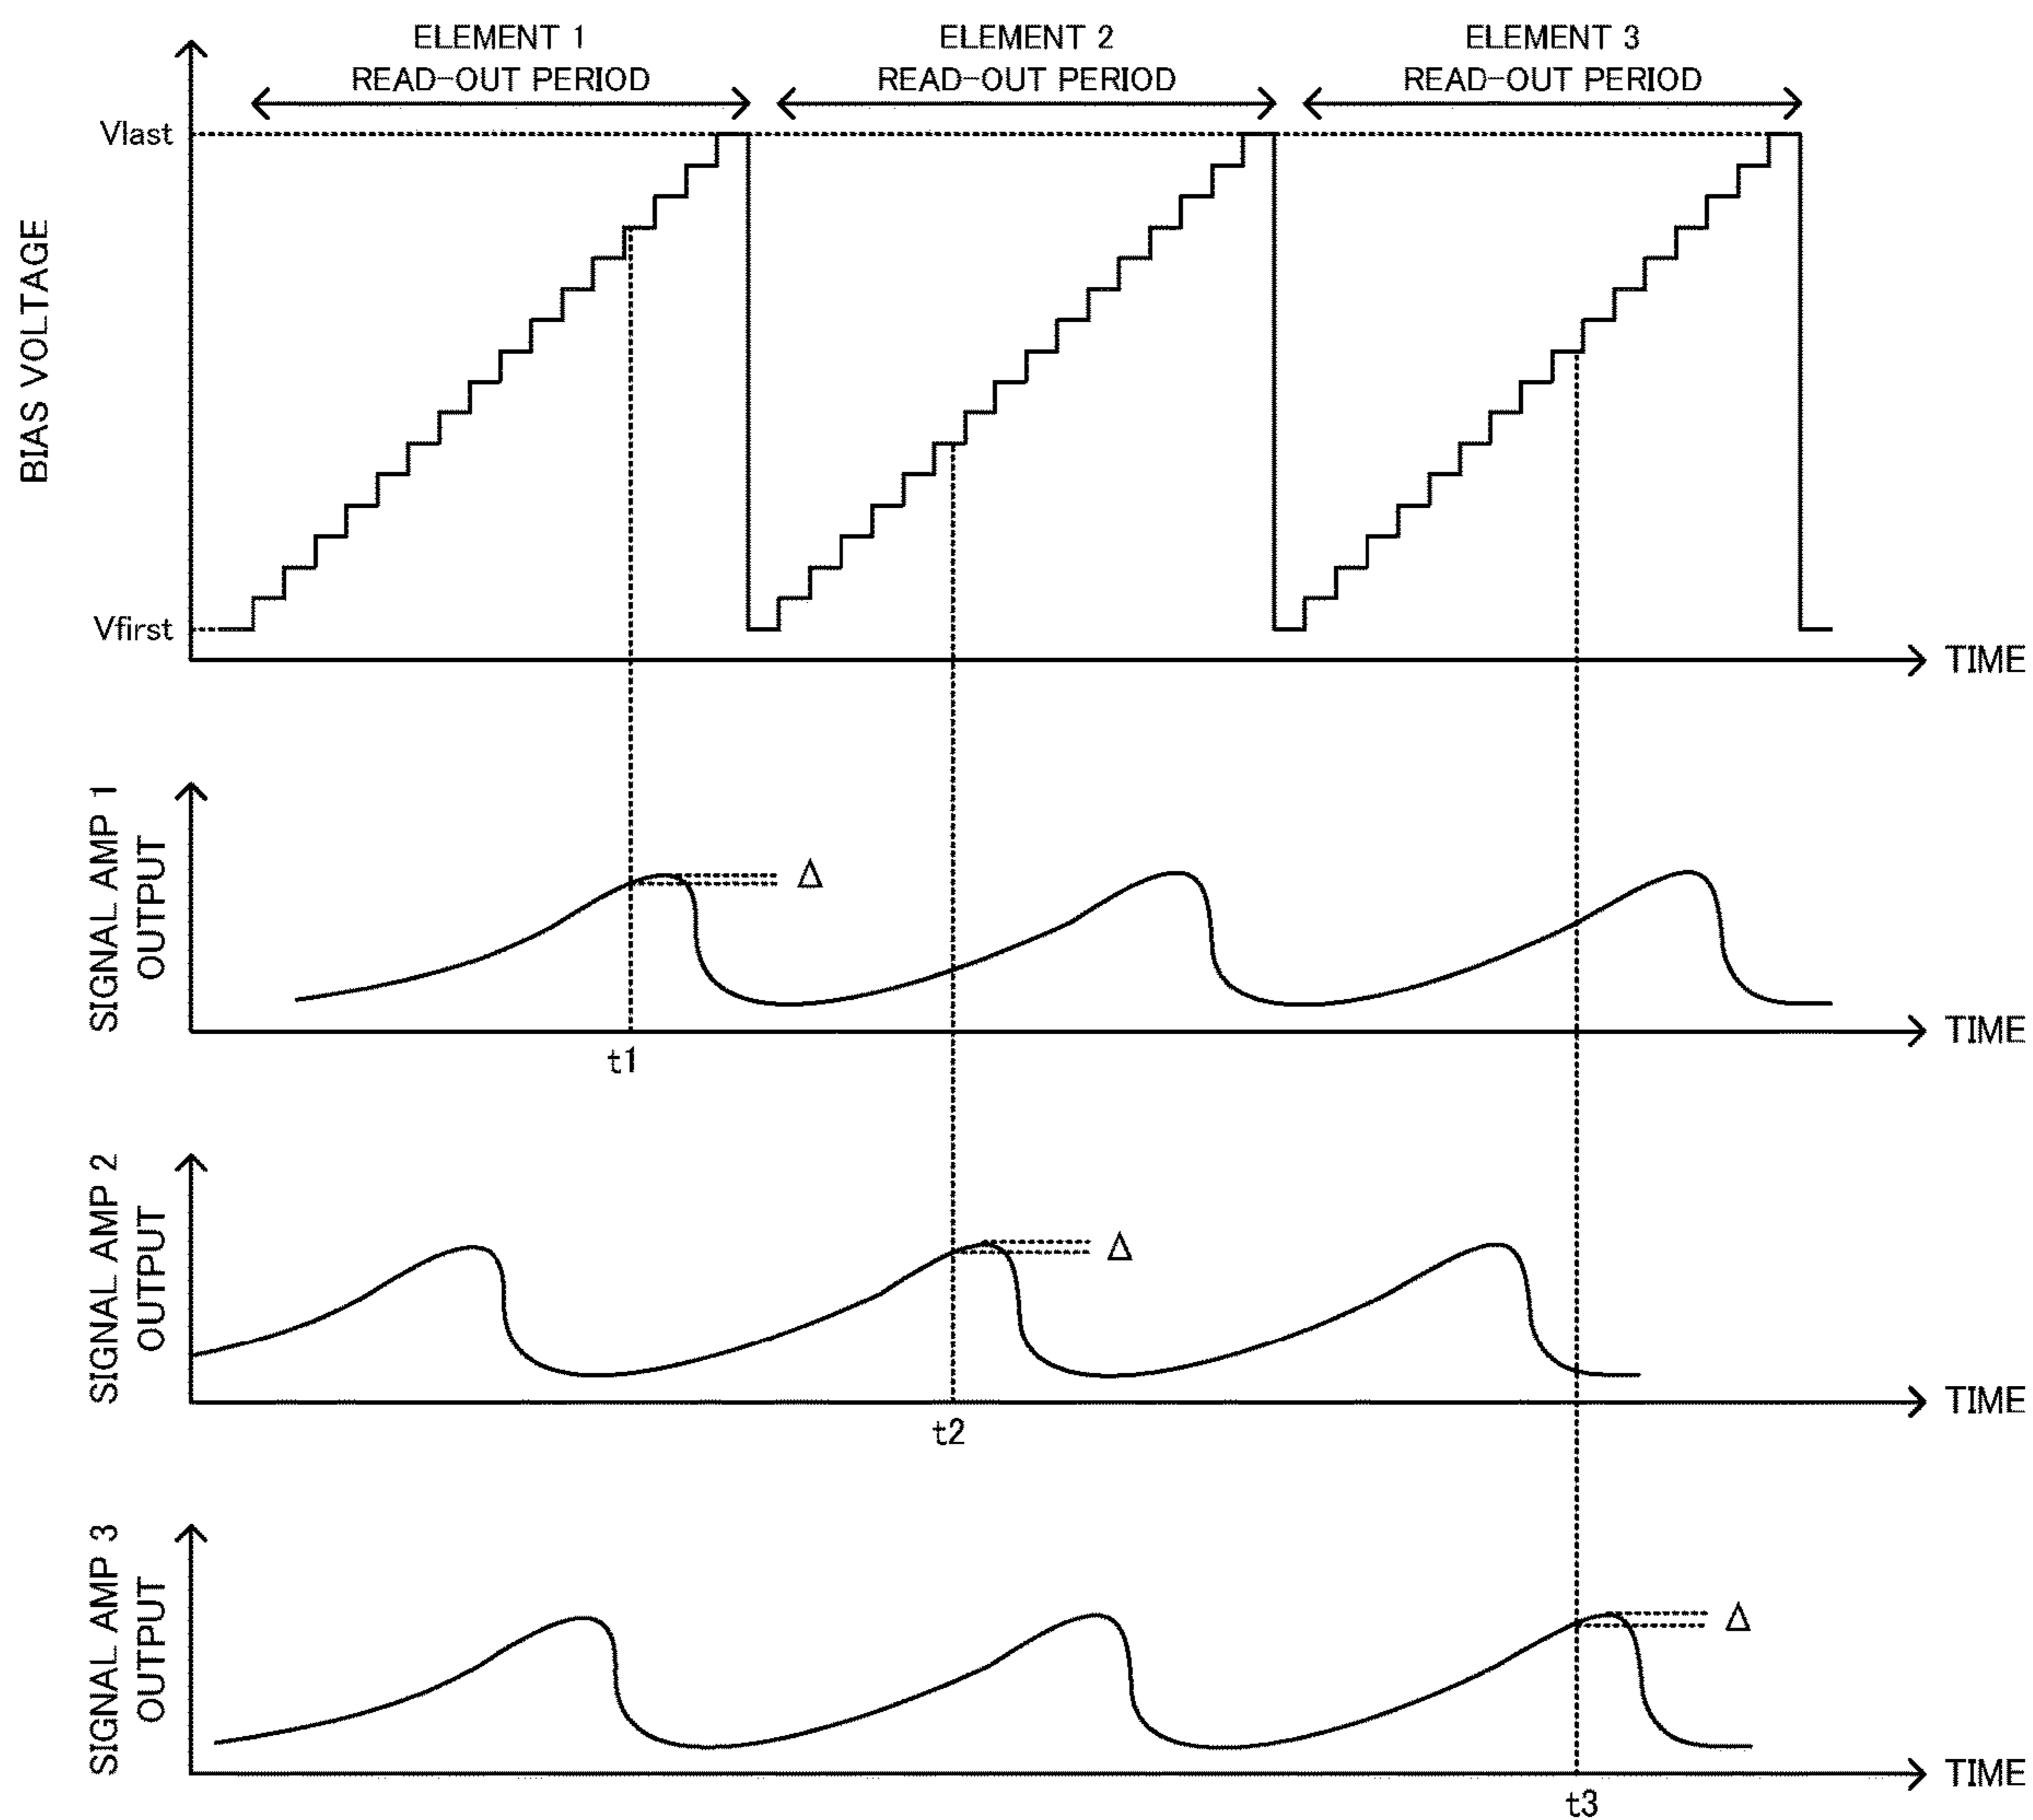 ELEMENT 1
READ-OUT PERIOD
ELEMENT 2
READ-OUT PERIOD
ELEMENT 3
READ-OUT PERIOD
Vlast
BIAS VOLTAGE
Vfirst
TIME
SIGNAL AMP 1
OUTPUT
Δ
TIME
t1
SIGNAL AMP 2
OUTPUT
Δ
TIME
t2
SIGNAL AMP 3
OUTPUT
Δ
TIME
t3